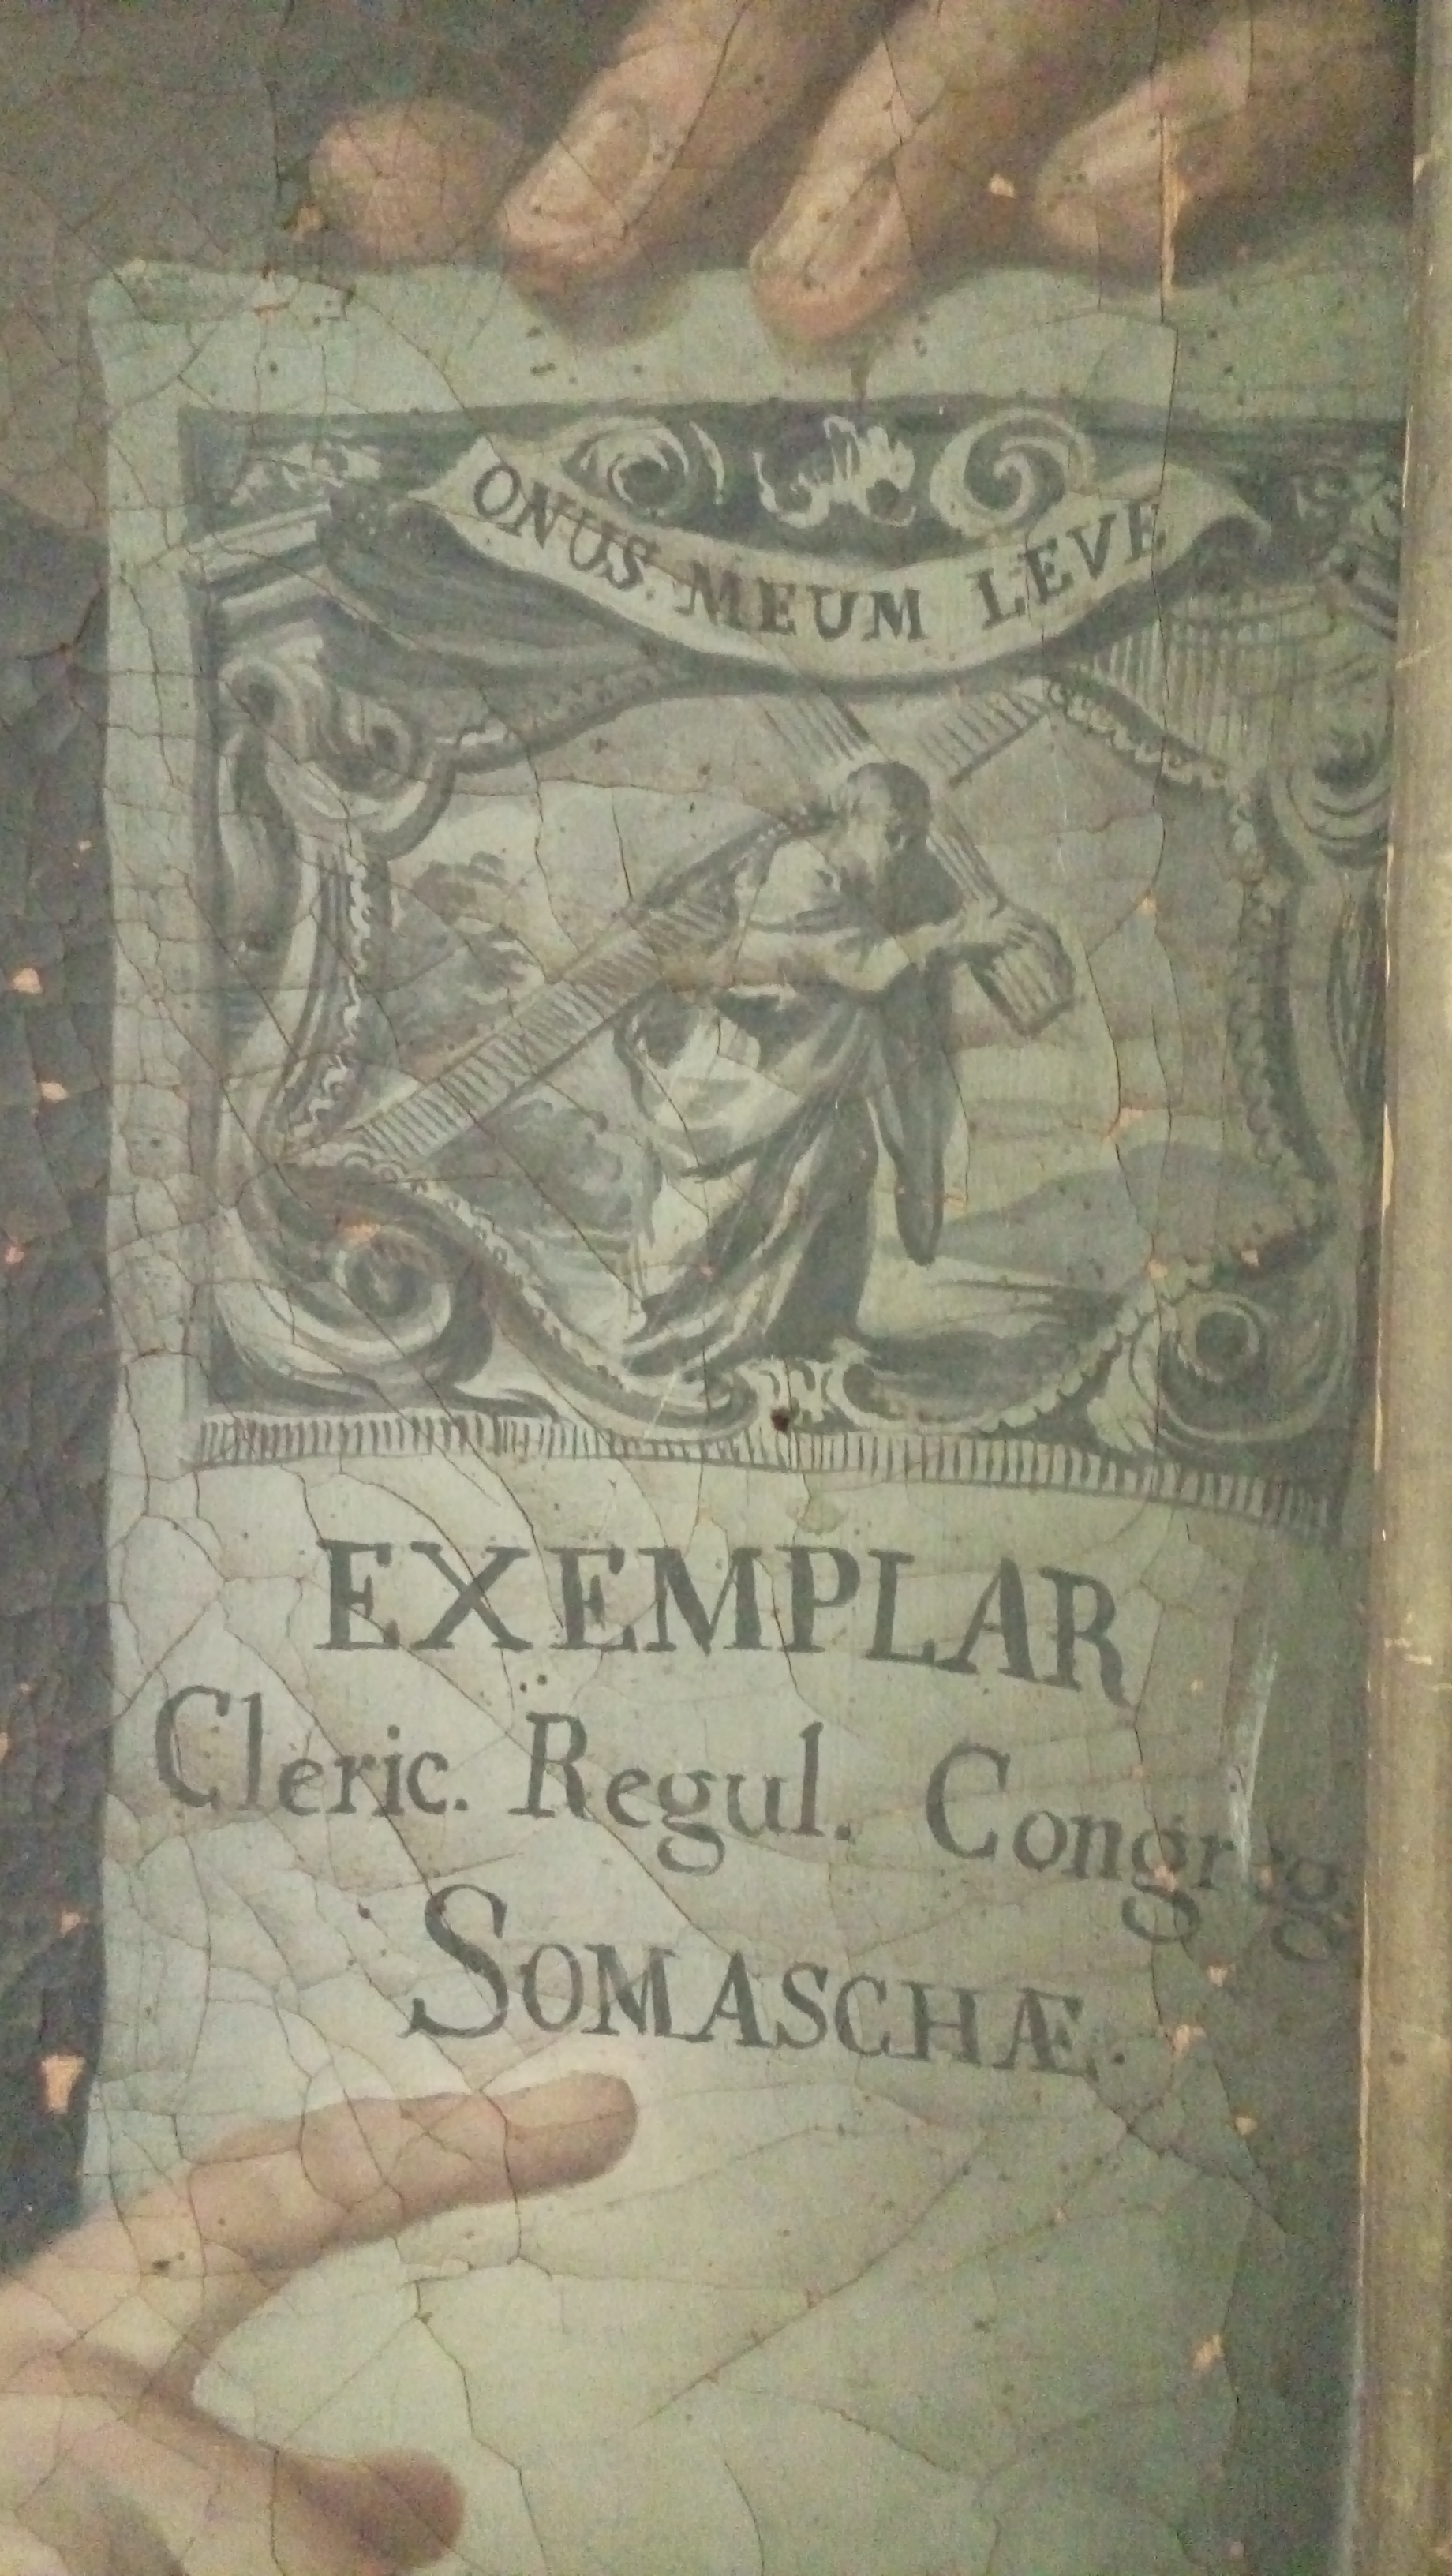 ONUS. MEUM LEVE
EXEMPLAR
Cleric. Regul. Congreg
SOMASCHÆ.